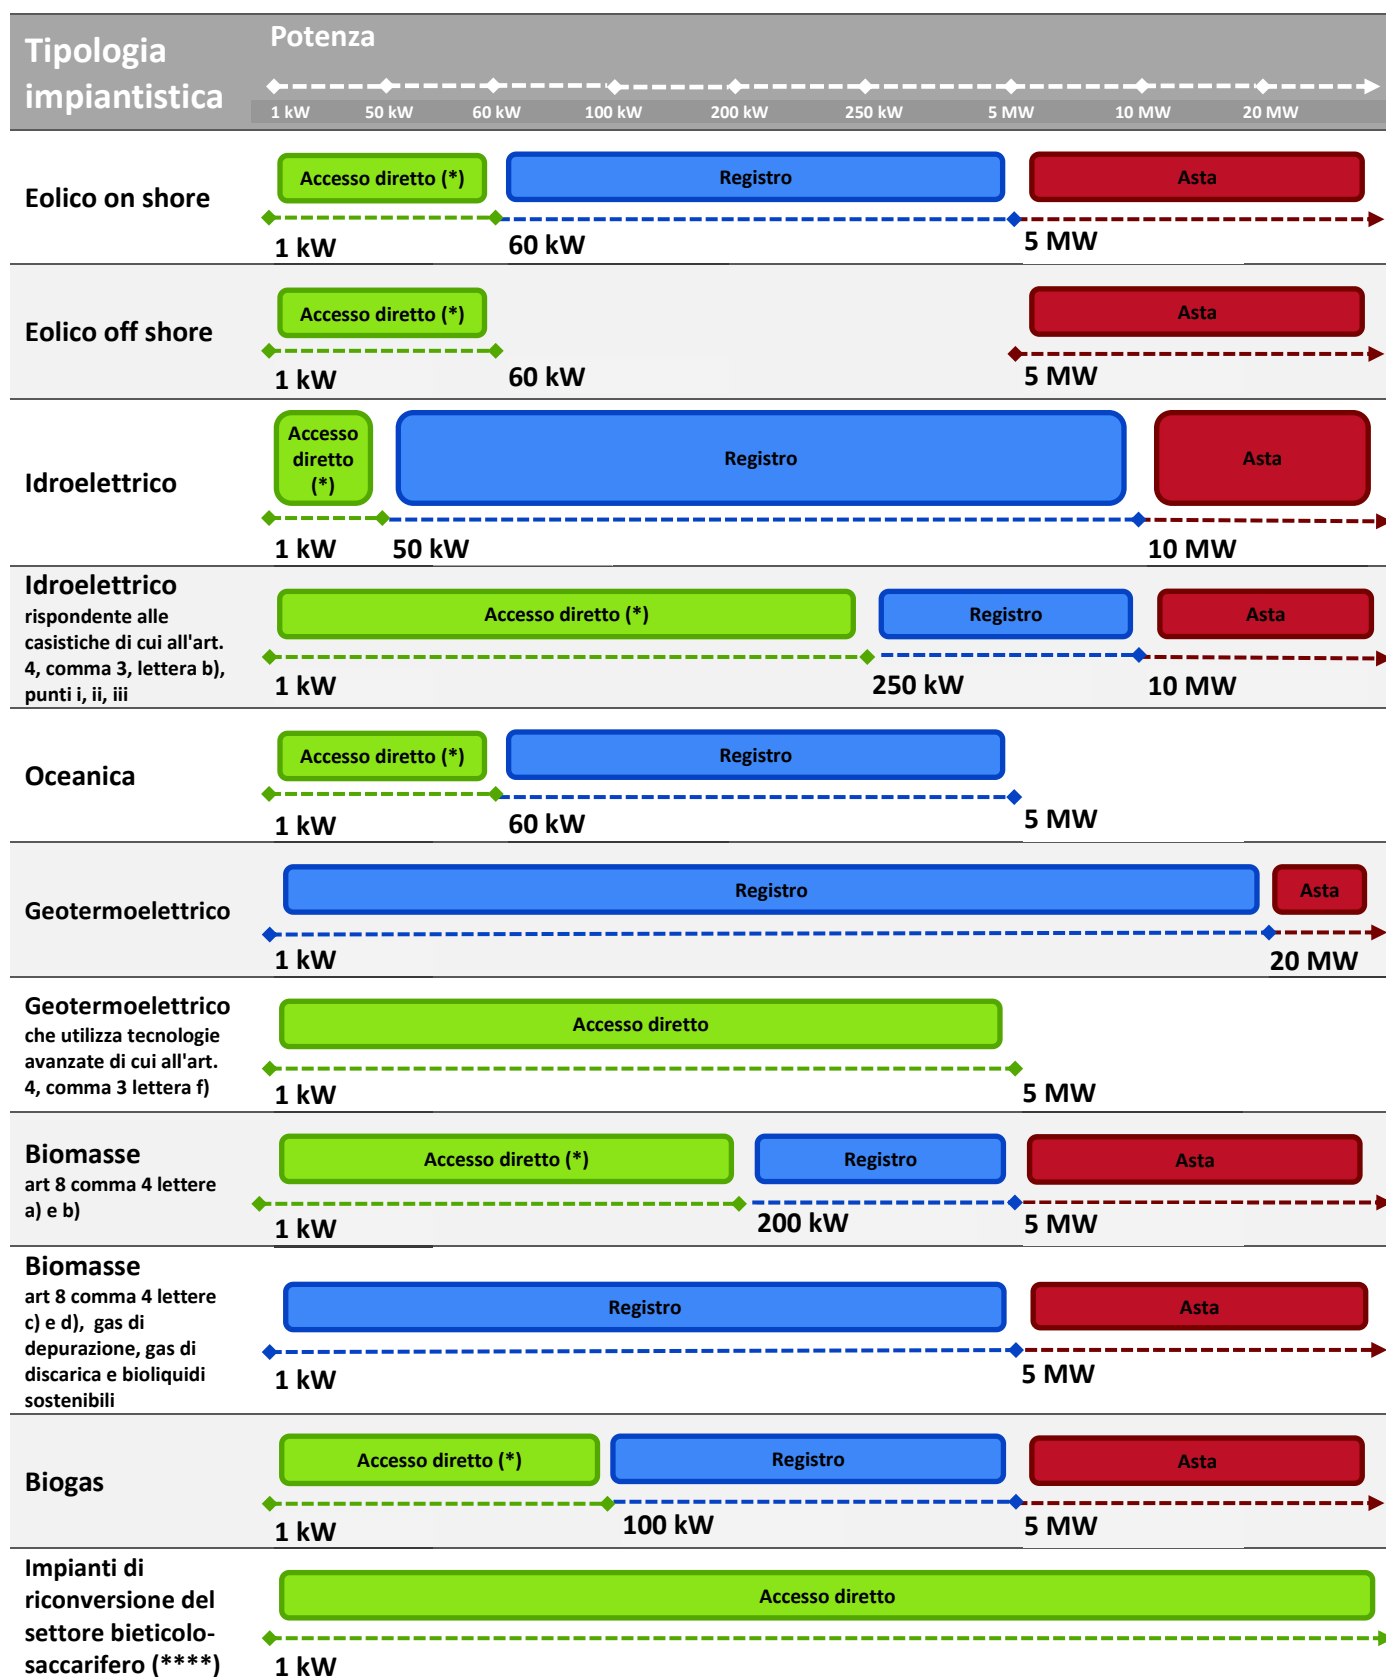 Tipologia
impiantistica
Potenza
1 kW 50 kW 60 kW 100 kW 200 kW 250 kW 5 MW 10 MW 20 MW
Eolico on shore
Accesso diretto (*) Registro Asta
1 kW 60 kW 5 MW
Eolico off shore
Accesso diretto (*) Asta
1 kW 60 kW 5 MW
Idroelettrico
Accesso
diretto
(*)
Registro Asta
1 kW 50 kW 10 MW
Idroelettrico
rispondente alle
casistiche di cui all'art.
4, comma 3, lettera b),
punti i, ii, iii
Accesso diretto (*) Registro Asta
1 kW 250 kW 10 MW
Oceanica
Accesso diretto (*) Registro
1 kW 60 kW 5 MW
Geotermoelettrico
Registro Asta
1 kW 20 MW
Geotermoelettrico
che utilizza tecnologie
avanzate di cui all'art.
4, comma 3 lettera f)
Accesso diretto
1 kW 5 MW
Biomasse
art 8 comma 4 lettere
a) e b)
Accesso diretto (*) Registro Asta
1 kW 200 kW 5 MW
Biomasse
art 8 comma 4 lettere
c) e d), gas di
depurazione, gas di
discarica e bioliquidi
sostenibili
Registro Asta
1 kW 5 MW
Biogas
Accesso diretto (*) Registro Asta
1 kW 100 kW 5 MW
Impianti di
riconversione del
settore bieticolo-
saccarifero (****)
Accesso diretto
1 kW